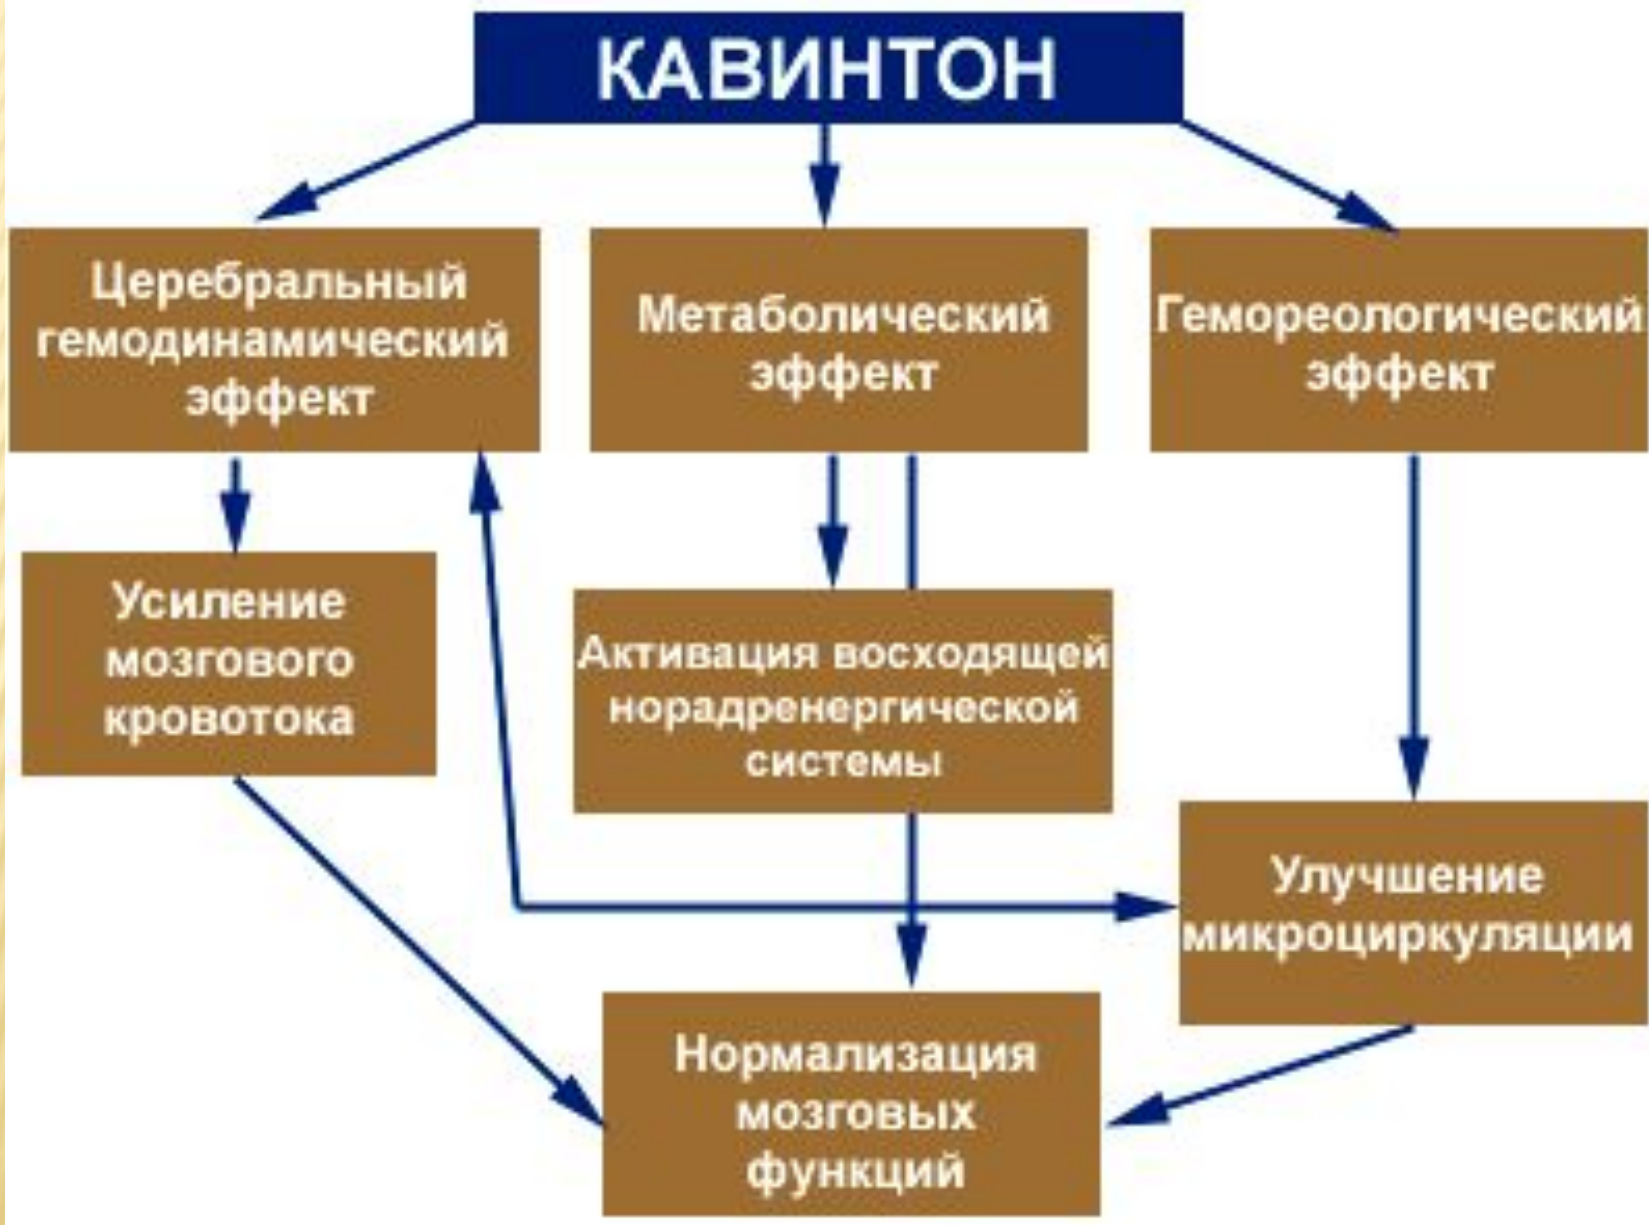 КАВИНТОН
Церебральный
гемодинамический
эффект
Метаболический
эффект
Гемореологический
эффект
Усиление
мозгового
кровотока
Активация восходящей
норадренергической
системы
Улучшение
микроциркуляции
Нормализация
мозговых
функций